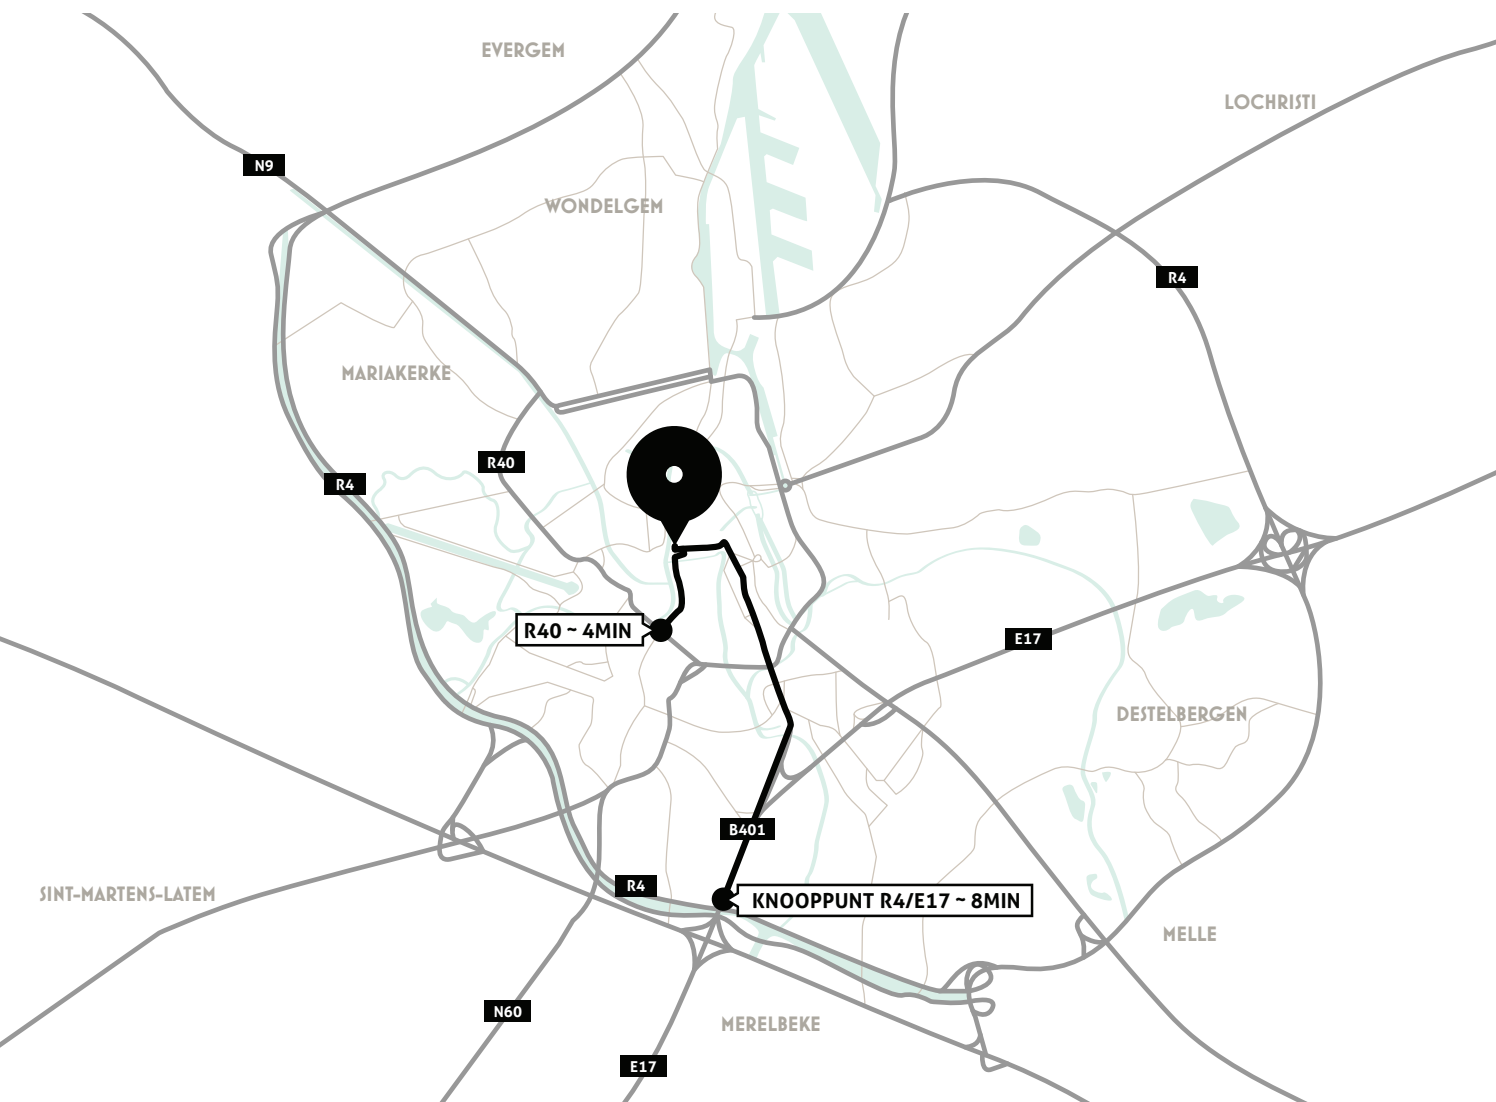 EVERGEM
LOCHRISTI
N9
WONDELGEM
R4
MARIAKERKE
R40
R4
R40 ~ 4MIN
E17
DESTELBERGEN
B401
R4
SINT-MARTENS-LATEM
KNOOPPUNT R4/E17 ~ 8MIN
MELLE
N60
MERELBEKE
E17